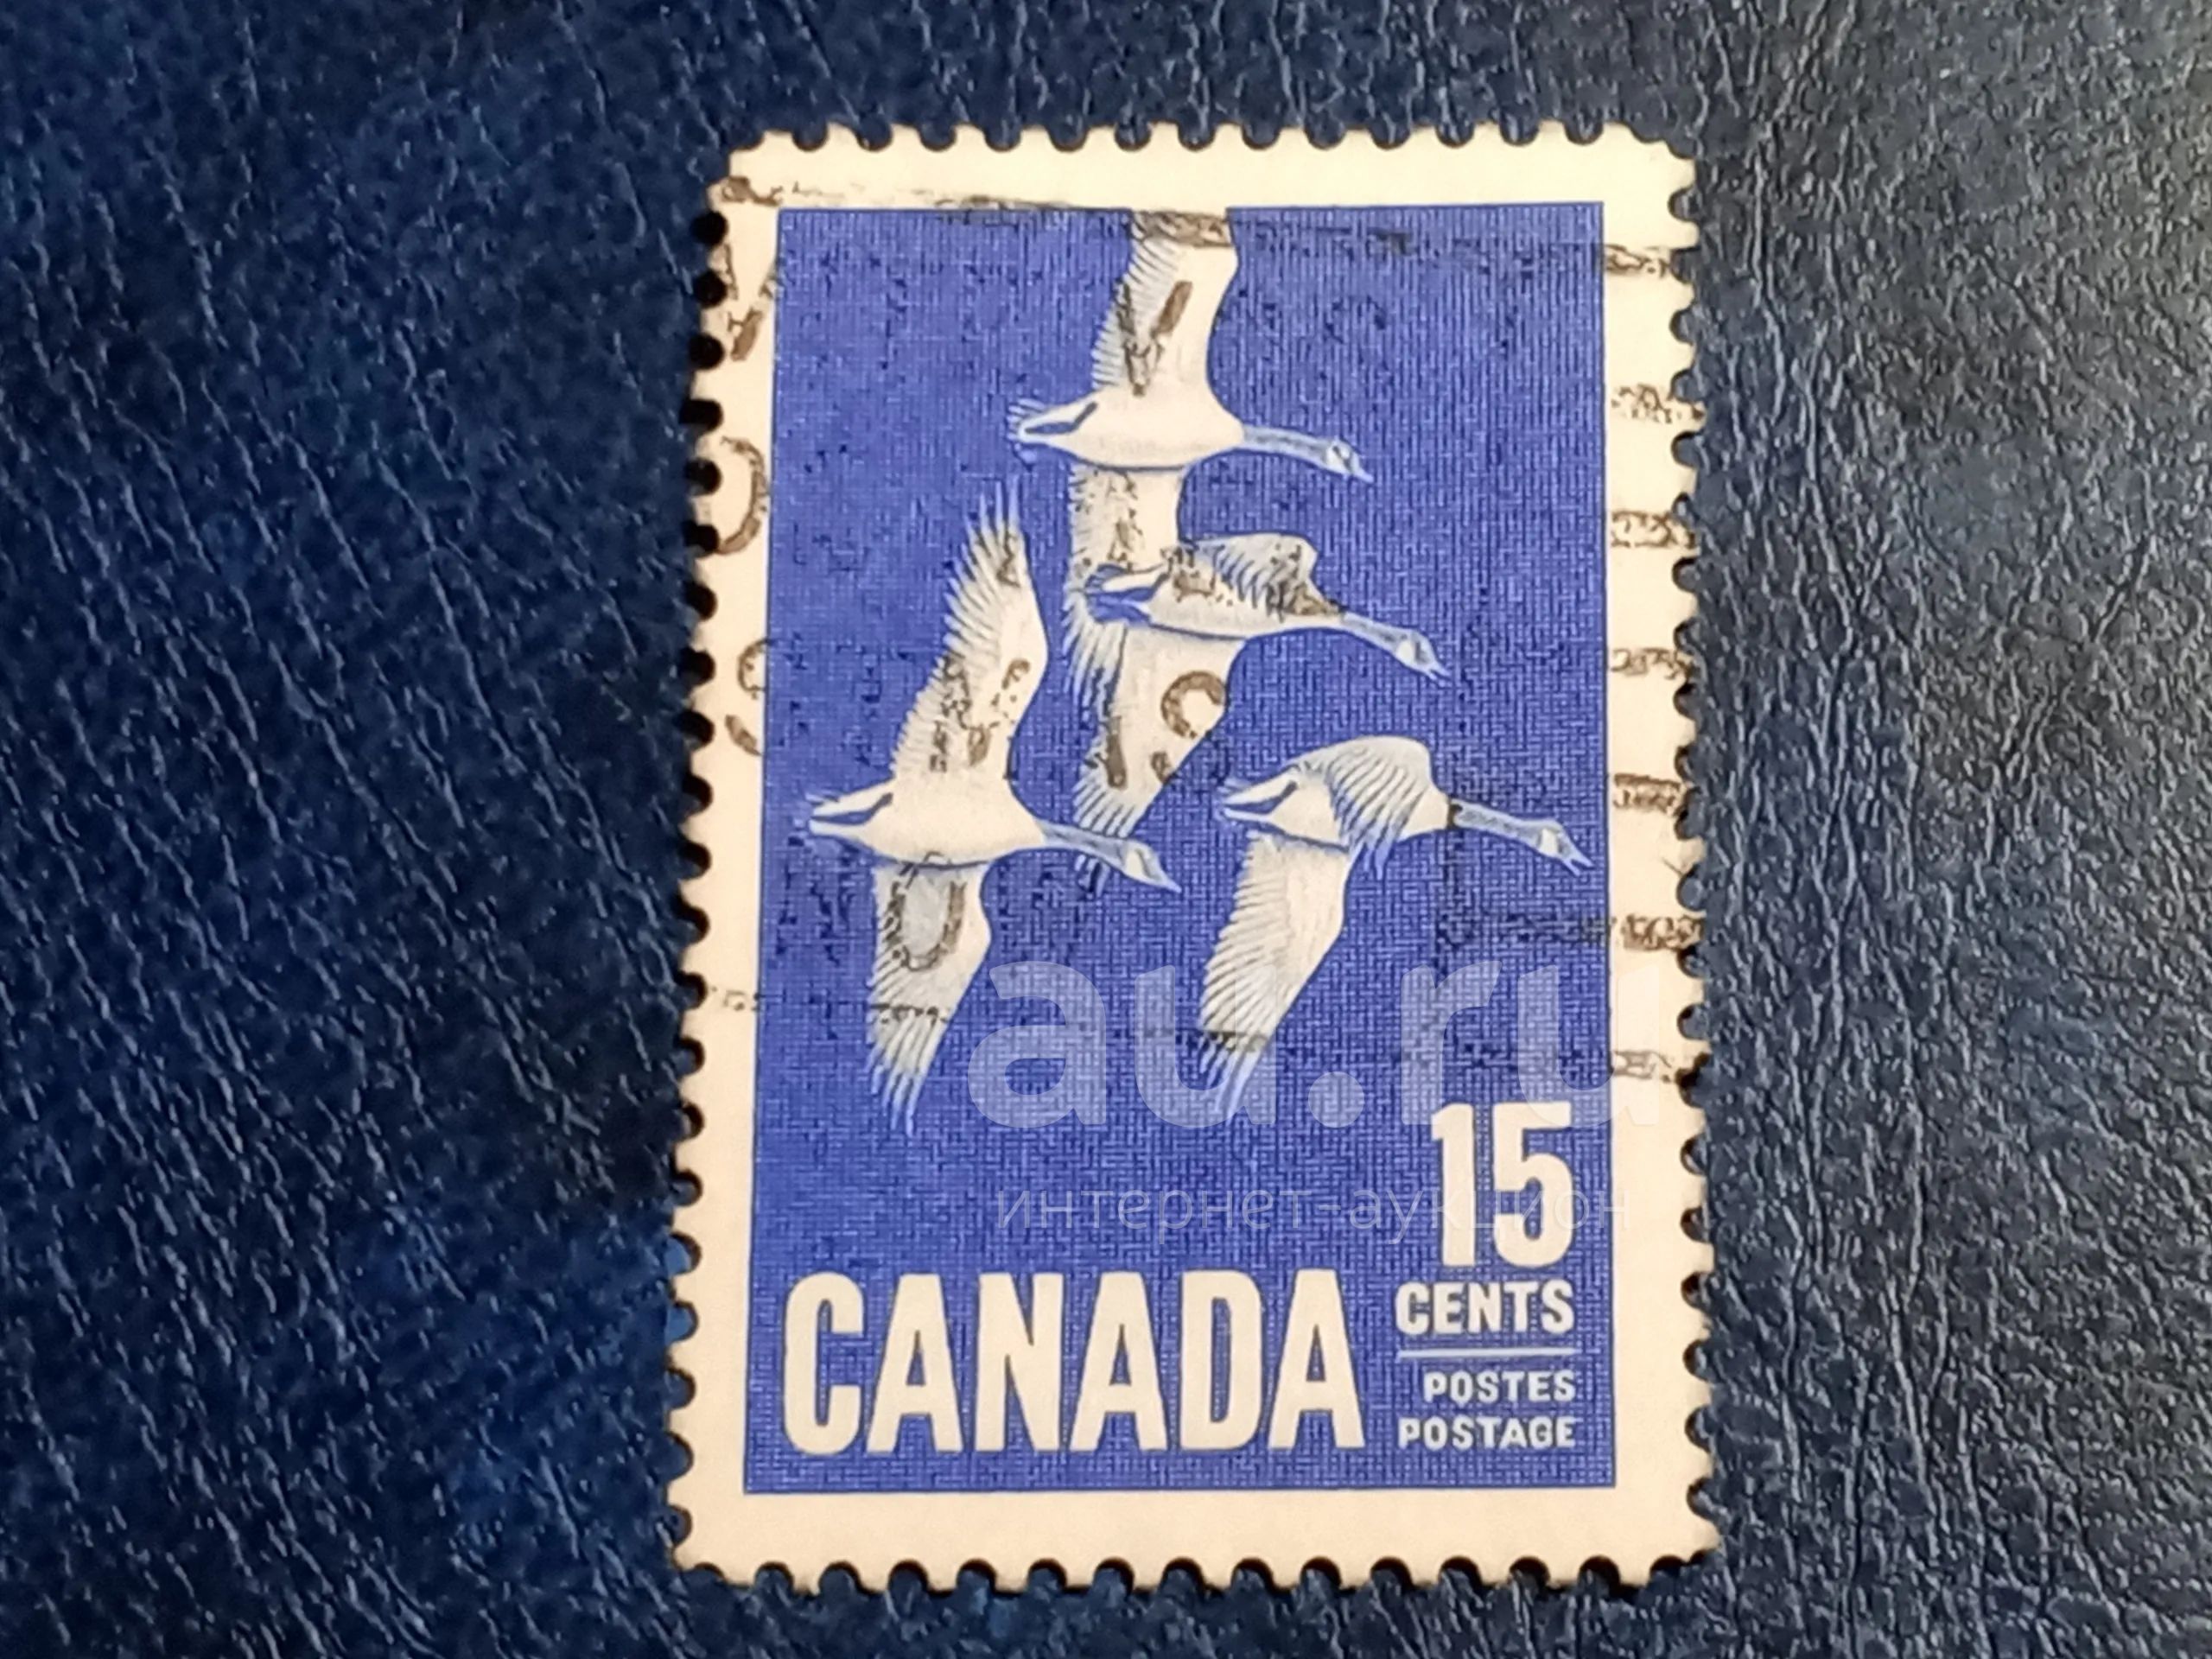 au.ru
интернет-аукцион
15
CENTS
CANADA
POSTES
POSTAGE